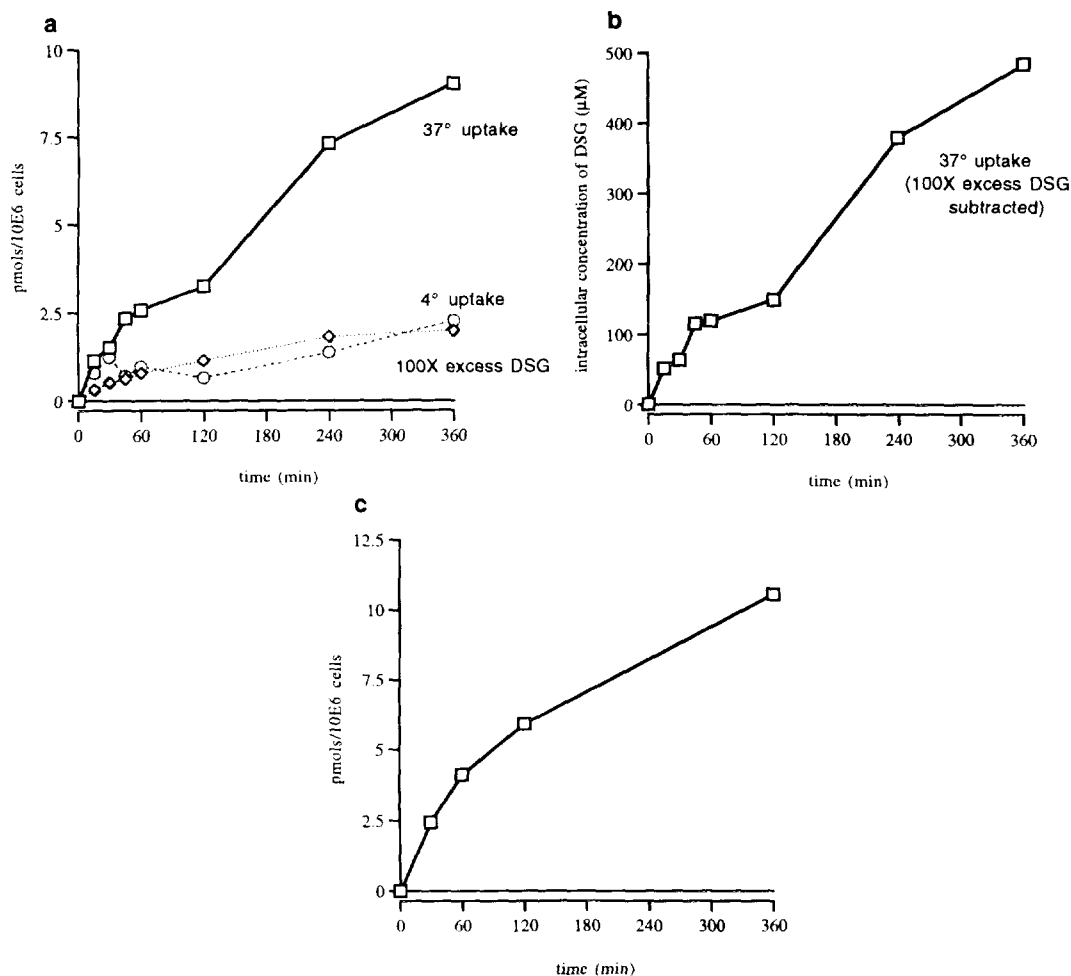 a
10
7.5
5
2.5
0
pmols/10E6 cells
37° uptake
4° uptake
100X excess DSG
0 60 120 180 240 300 360
time (min)
b
500
400
300
200
100
0
intracellular concentration of DSG (µM)
37° uptake
(100X excess DSG
subtracted)
0 60 120 180 240 300 360
time (min)
c
12.5
10
7.5
5
2.5
0
pmols/10E6 cells
0 60 120 180 240 300 360
time (min)